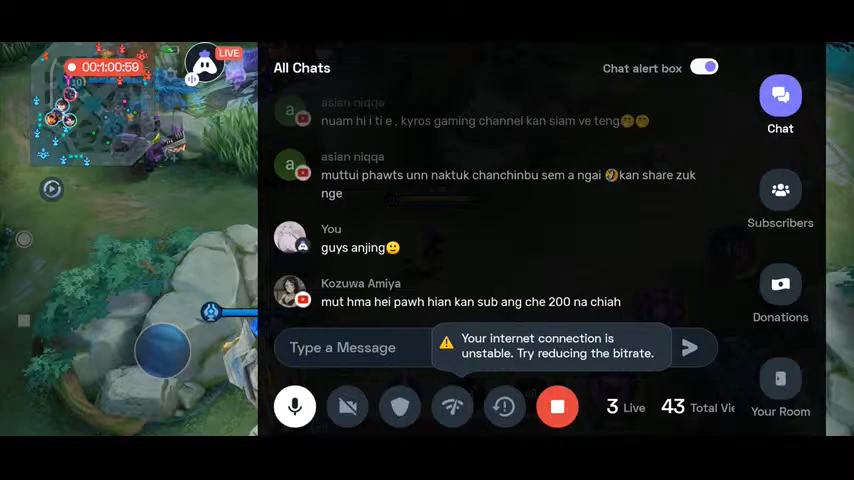 00:1:00:59
LIVE
All Chats
Chat alert box
asian niqqa
nuam hi i ti e , kyros gaming channel kan siam ve teng🤭🤭
Chat
asian niqqa
muttui phawts unn naktuk chanchinbu sem a ngai 🤣kan share zuk
nge
Subscribers
You
guys anjing🙂
Kozuwa Amiya
mut hma hei pawh hian kan sub ang che 200 na chiah
Donations
Type a Message
Your internet connection is
unstable. Try reducing the bitrate.
3 Live
43 Total Vie
Your Room